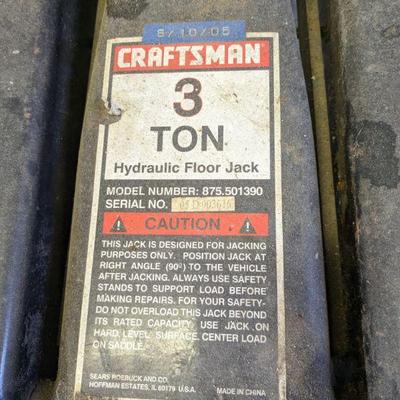 8/10/05
CRAFTSMAN
3
TON
Hydraulic Floor Jack
MODEL NUMBER: 875.501390
SERIAL NO.
CAUTION
THIS JACK IS DESIGNED FOR JACKING
PURPOSES ONLY. POSITION JACK AT
RIGHT ANGLE (90º) TO THE VEHICLE
AFTER JACKING. ALWAYS USE SAFETY
STANDS TO SUPPORT LOAD BEFORE
MAKING REPAIRS. FOR YOUR SAFETY-
DO NOT OVERLOAD THIS JACK BEYOND
ITS RATED CAPACITY. USE JACK ON
HARD, LEVEL SURFACE. CENTER LOAD
ON SADDLE.
SEARS ROEBUCK AND CO.
HOFFMAN ESTATES, IL 60179 U.S.A. MADE IN CHINA